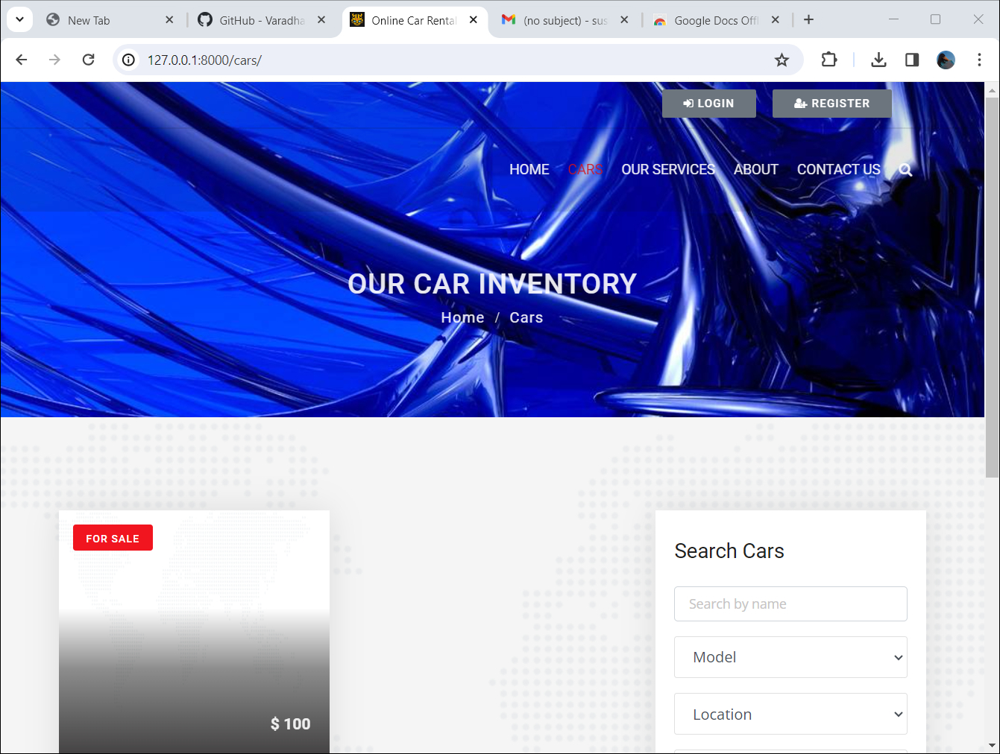 New Tab
GitHub - Varadha
Online Car Rental
(no subject) - sus
Google Docs Offl
127.0.0.1:8000/cars/
LOGIN
REGISTER
HOME
CARS
OUR SERVICES
ABOUT
CONTACT US
OUR CAR INVENTORY
Home / Cars
FOR SALE
$ 100
Search Cars
Search by name
Model
Location